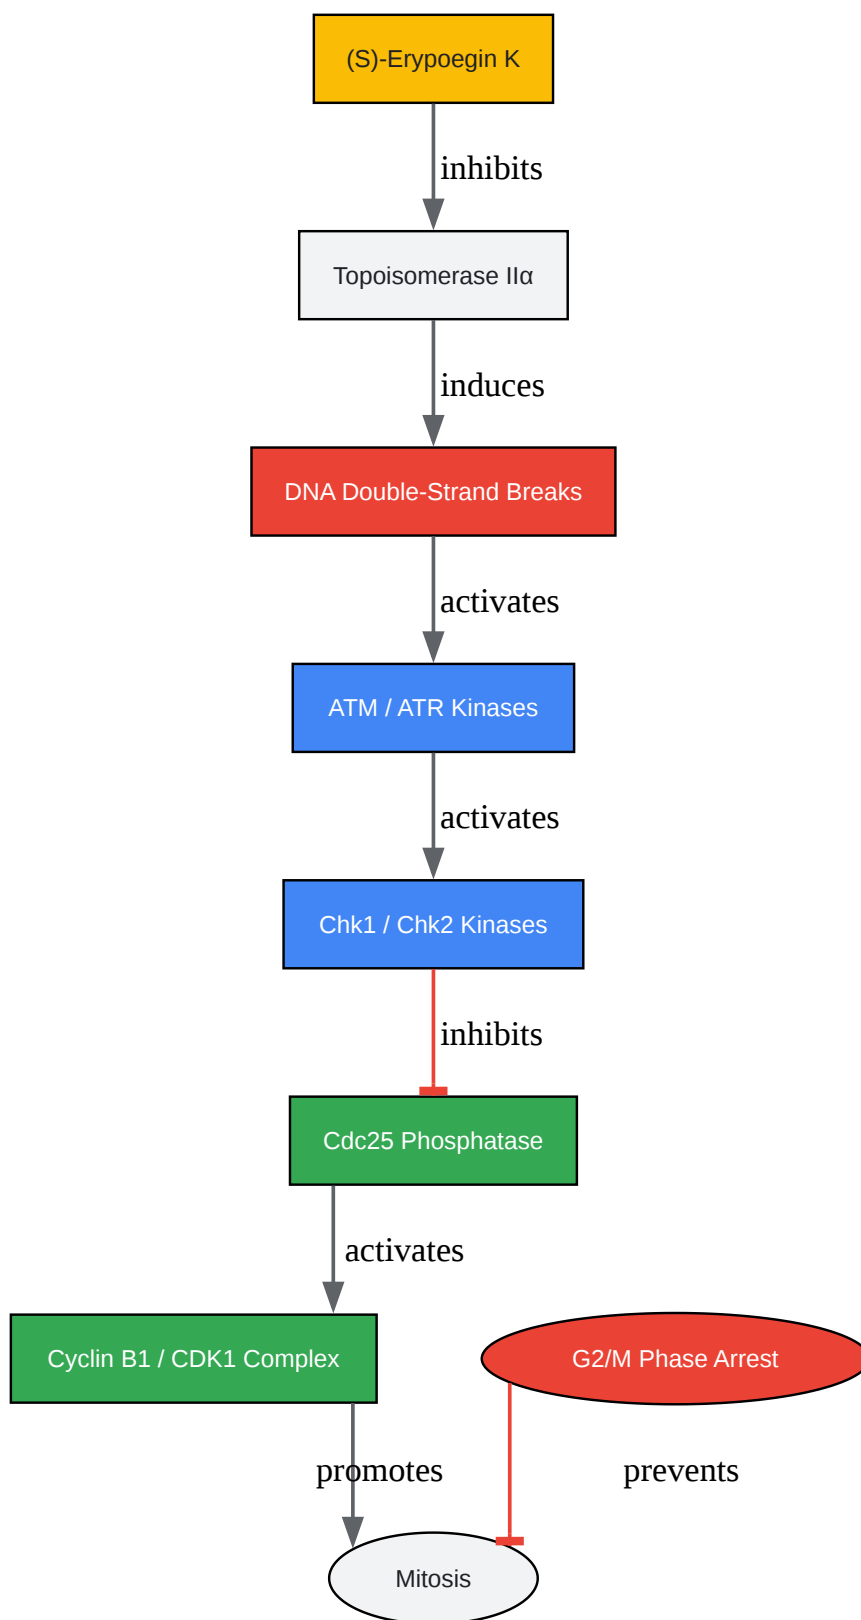 (S)-Erypoegin K
inhibits
Topoisomerase IIα
induces
DNA Double-Strand Breaks
activates
ATM / ATR Kinases
activates
Chk1 / Chk2 Kinases
inhibits
Cdc25 Phosphatase
activates
Cyclin B1 / CDK1 Complex
G2/M Phase Arrest
promotes
prevents
Mitosis